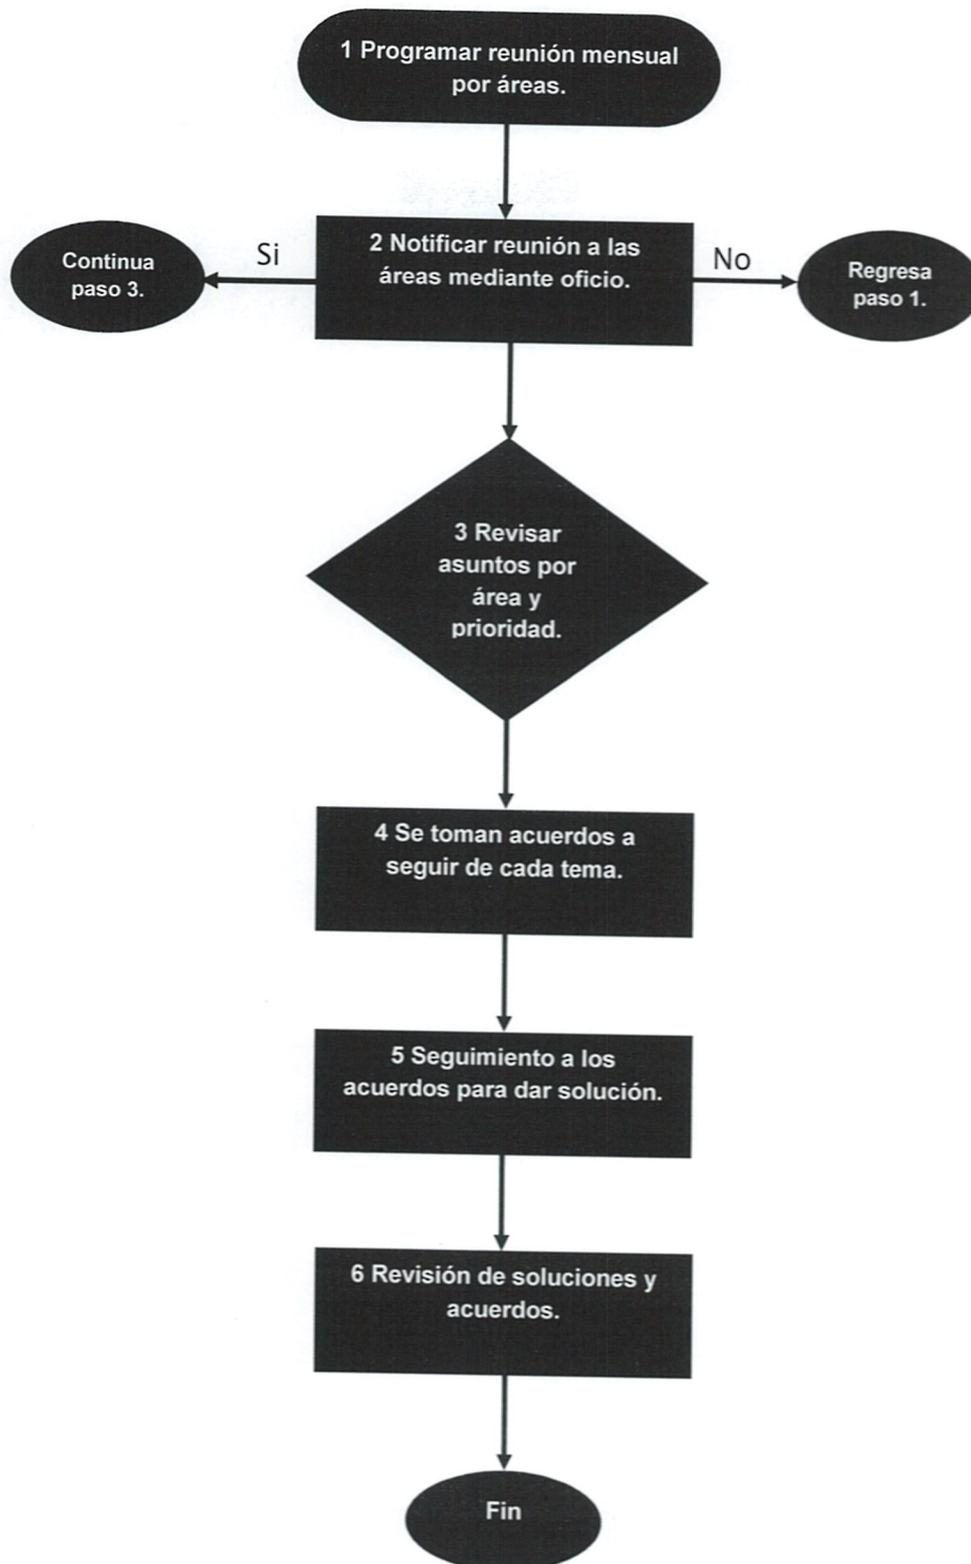 1 Programar reunión mensual
por áreas.
Continua
paso 3.
Si
2 Notificar reunión a las
áreas mediante oficio.
No
Regresa
paso 1.
3 Revisar
asuntos por
área y
prioridad.
4 Se toman acuerdos a
seguir de cada tema.
5 Seguimiento a los
acuerdos para dar solución.
6 Revisión de soluciones y
acuerdos.
Fin